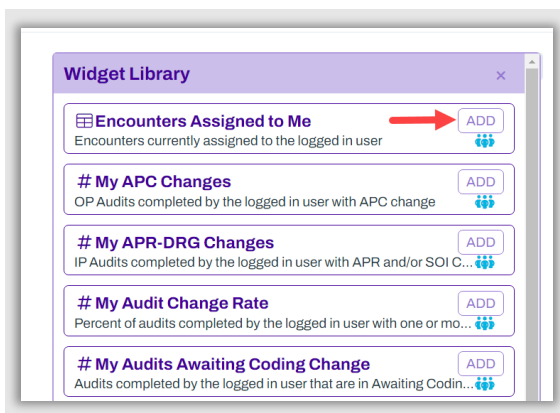 Widget Library ×
Encounters Assigned to Me ADD
Encounters currently assigned to the logged in user
# My APC Changes ADD
OP Audits completed by the logged in user with APC change
# My APR-DRG Changes ADD
IP Audits completed by the logged in user with APR and/or SOI C...
# My Audit Change Rate ADD
Percent of audits completed by the logged in user with one or mo...
# My Audits Awaiting Coding Change ADD
Audits completed by the logged in user that are in Awaiting Codin...